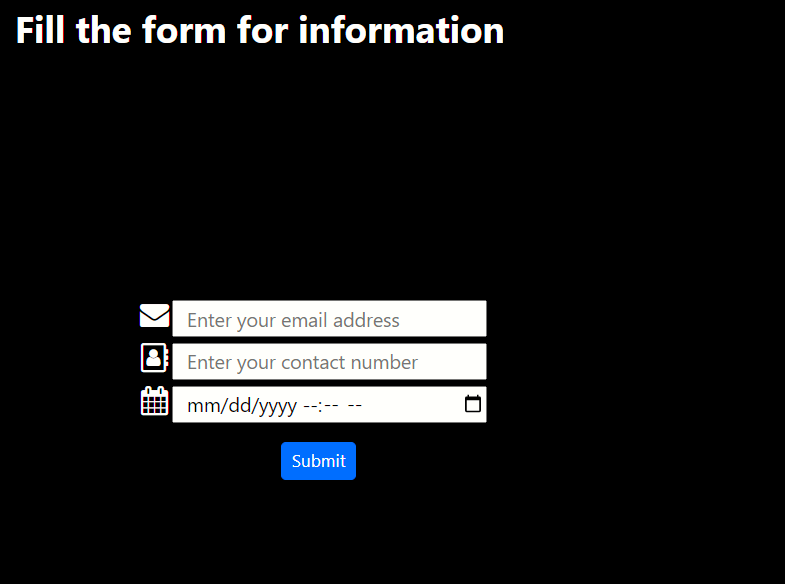 Fill the form for information
Enter your email address
Enter your contact number
mm/dd/yyyy --:-- --
Submit